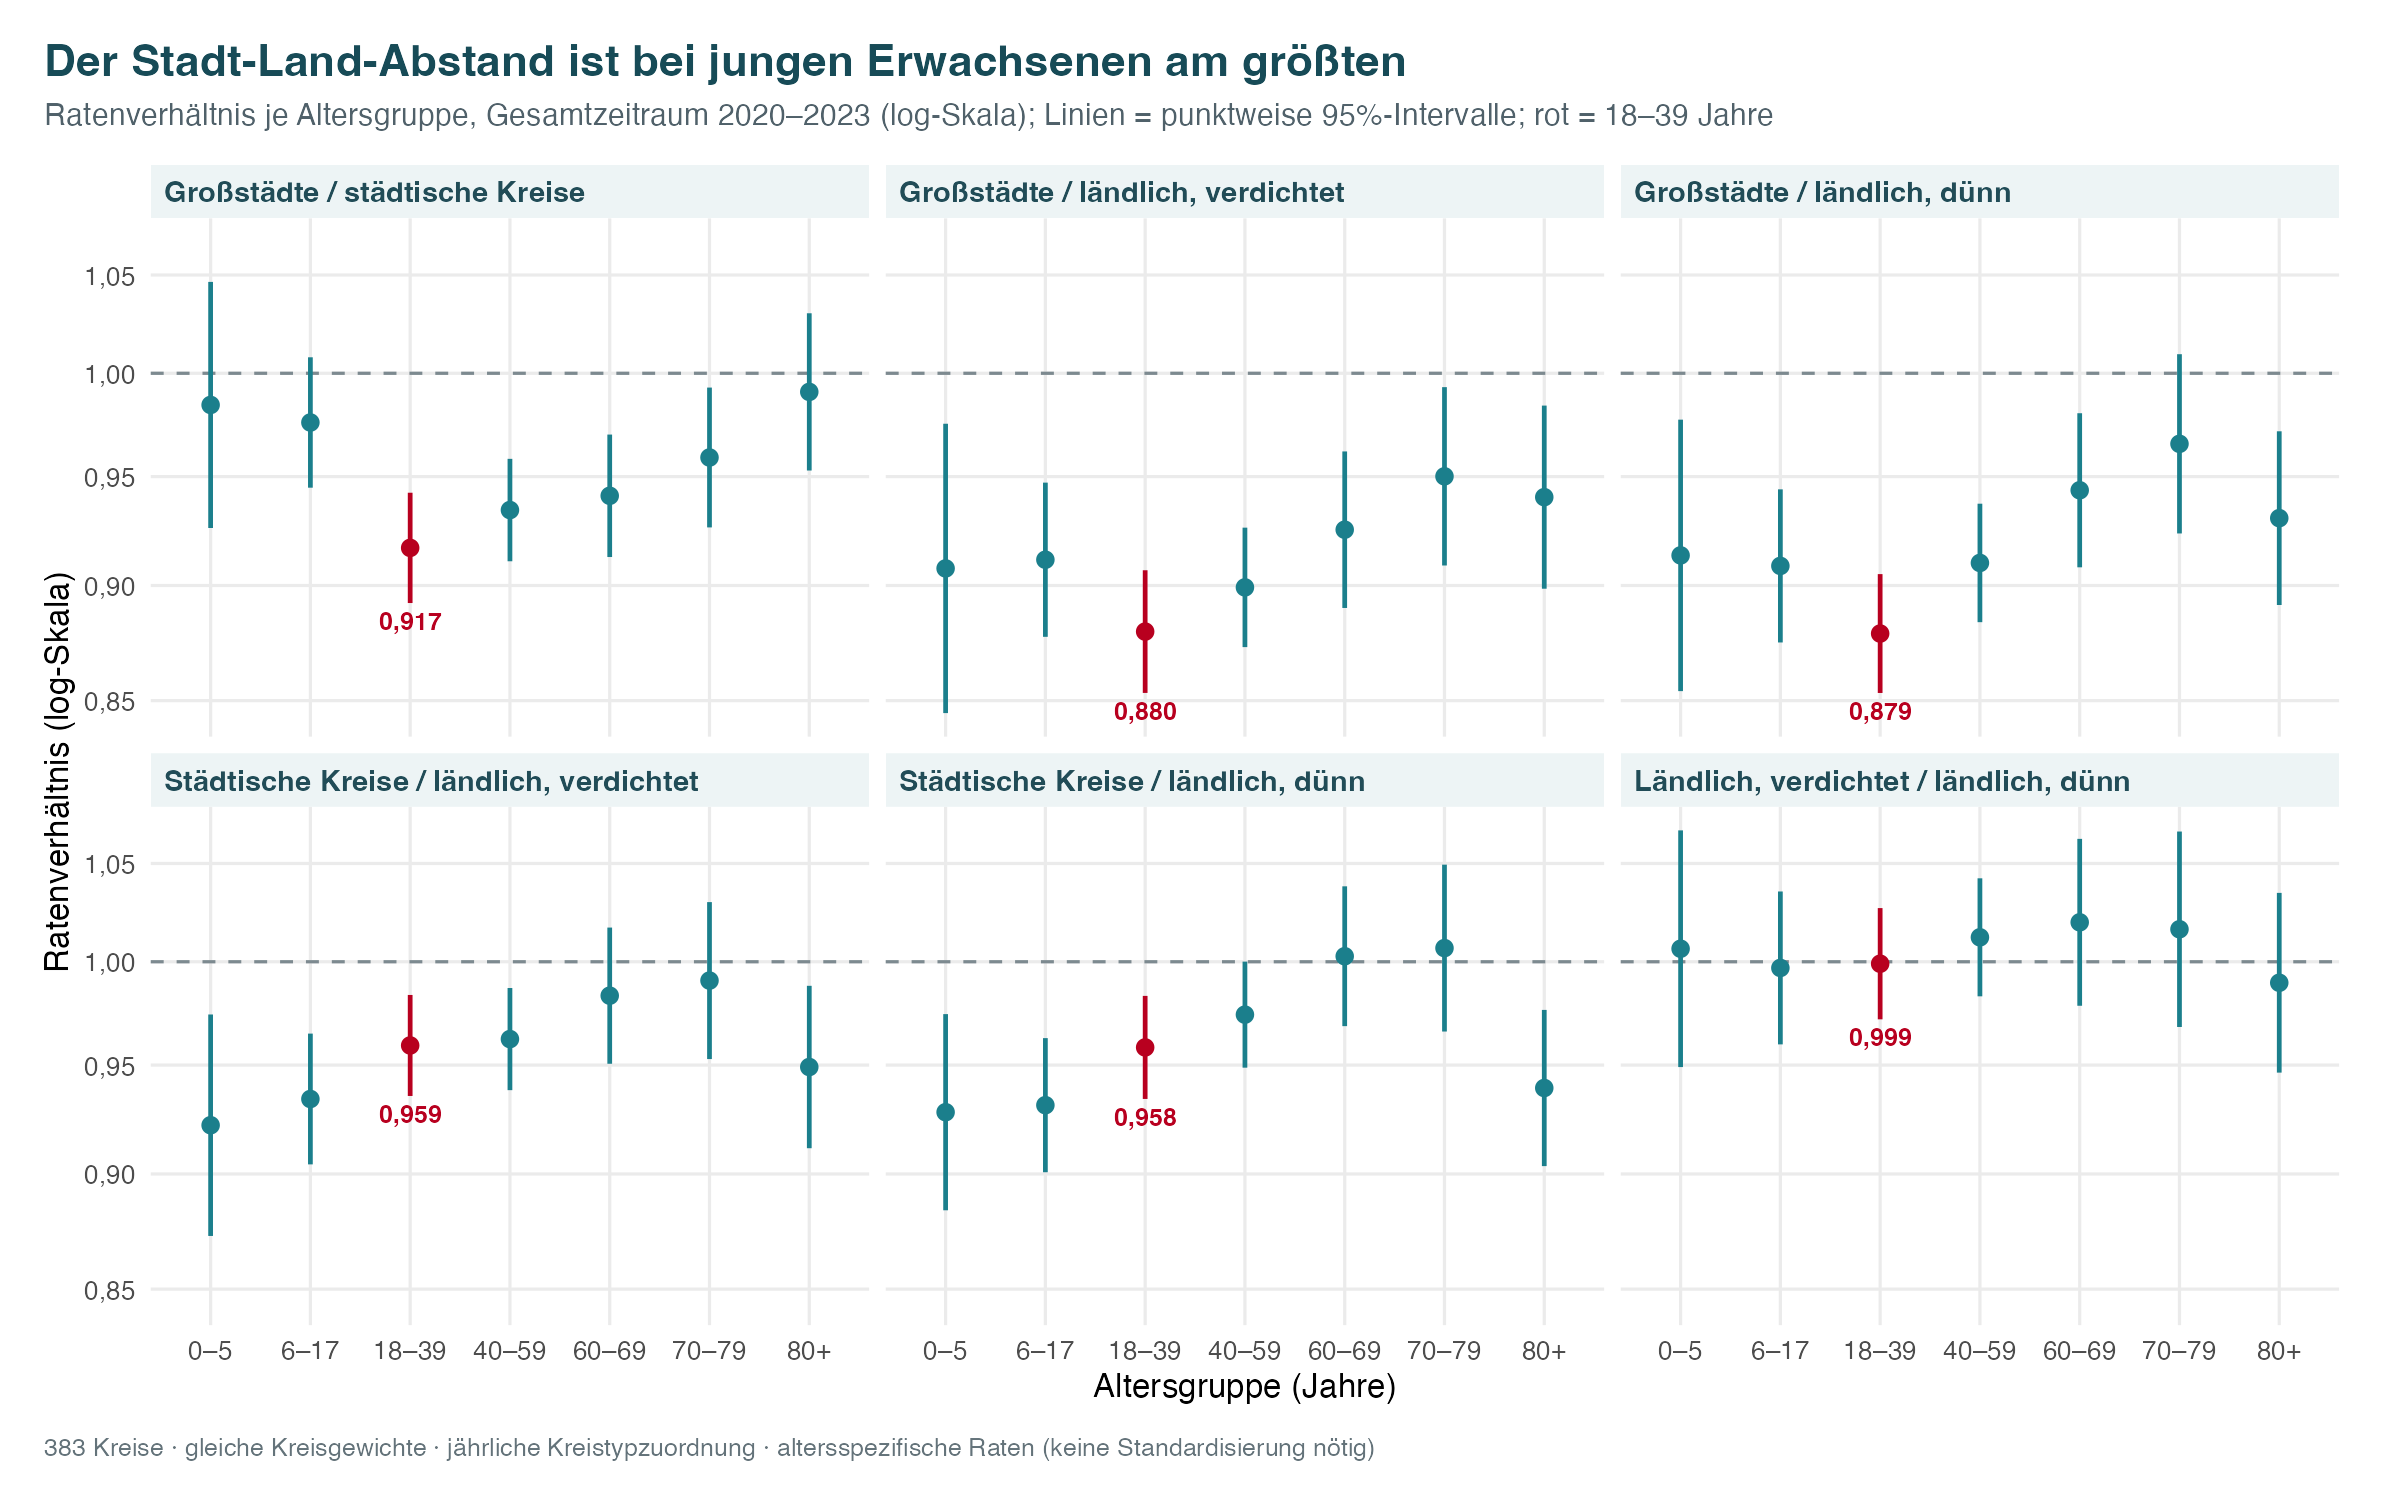 Der Stadt-Land-Abstand ist bei jungen Erwachsenen am größten
Ratenverhältnis je Altersgruppe, Gesamtzeitraum 2020–2023 (log-Skala); Linien = punktweise 95%-Intervalle; rot = 18–39 Jahre
Großstädte / städtische Kreise
Großstädte / ländlich, verdichtet
Großstädte / ländlich, dünn
1,05
1,00
0,95
0,90
0,85
0,917
0,880
0,879
Ratenverhältnis (log-Skala)
Städtische Kreise / ländlich, verdichtet
Städtische Kreise / ländlich, dünn
Ländlich, verdichtet / ländlich, dünn
1,05
1,00
0,95
0,90
0,85
0,959
0,958
0,999
0–5 6–17 18–39 40–59 60–69 70–79 80+
0–5 6–17 18–39 40–59 60–69 70–79 80+
0–5 6–17 18–39 40–59 60–69 70–79 80+
Altersgruppe (Jahre)
383 Kreise · gleiche Kreisgewichte · jährliche Kreistypzuordnung · altersspezifische Raten (keine Standardisierung nötig)